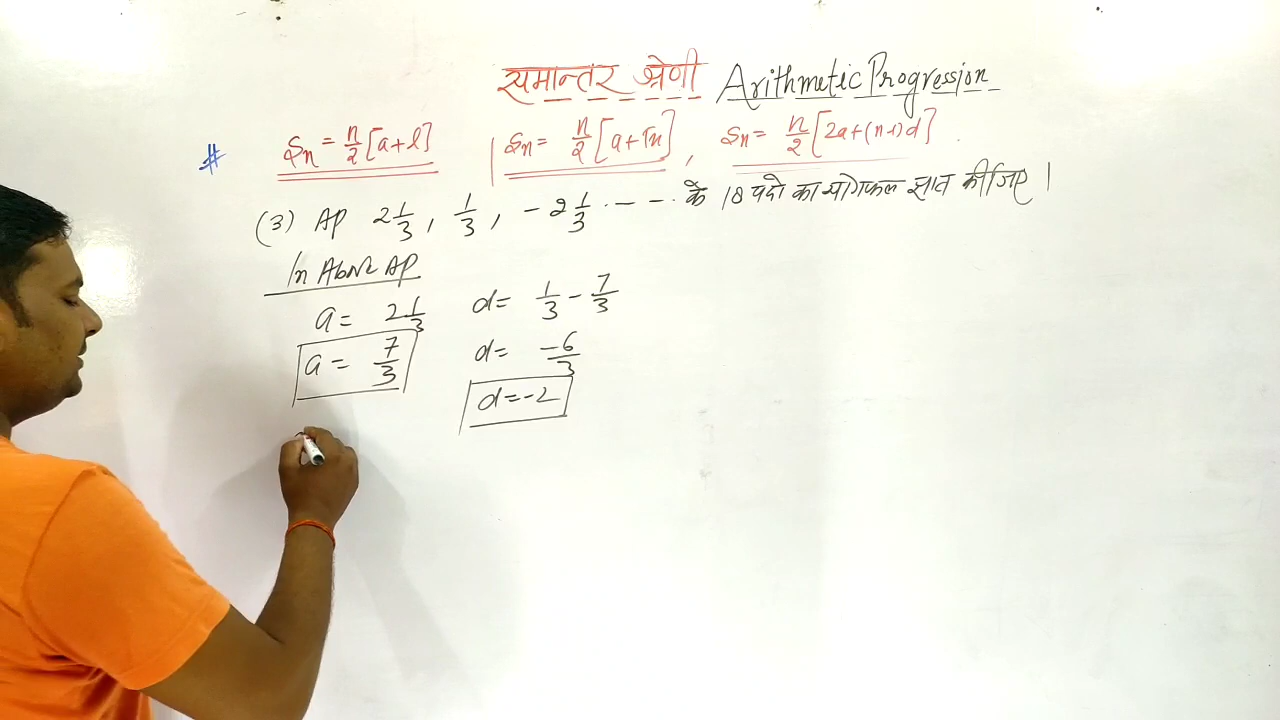 समान्तर श्रेणी Arithmetic Progression
# Sn = n/2 [a+l] | Sn = n/2 [a+Tn], Sn = n/2 [2a+(n-1)d]
(3) AP 2 1/3, 1/3, -2 1/3 - - - के 18 पदो का योगफल ज्ञात कीजिए ।
In Above AP
a = 2 1/3 d = 1/3 - 7/3
a = 7/3 d = -6/3
d = -2